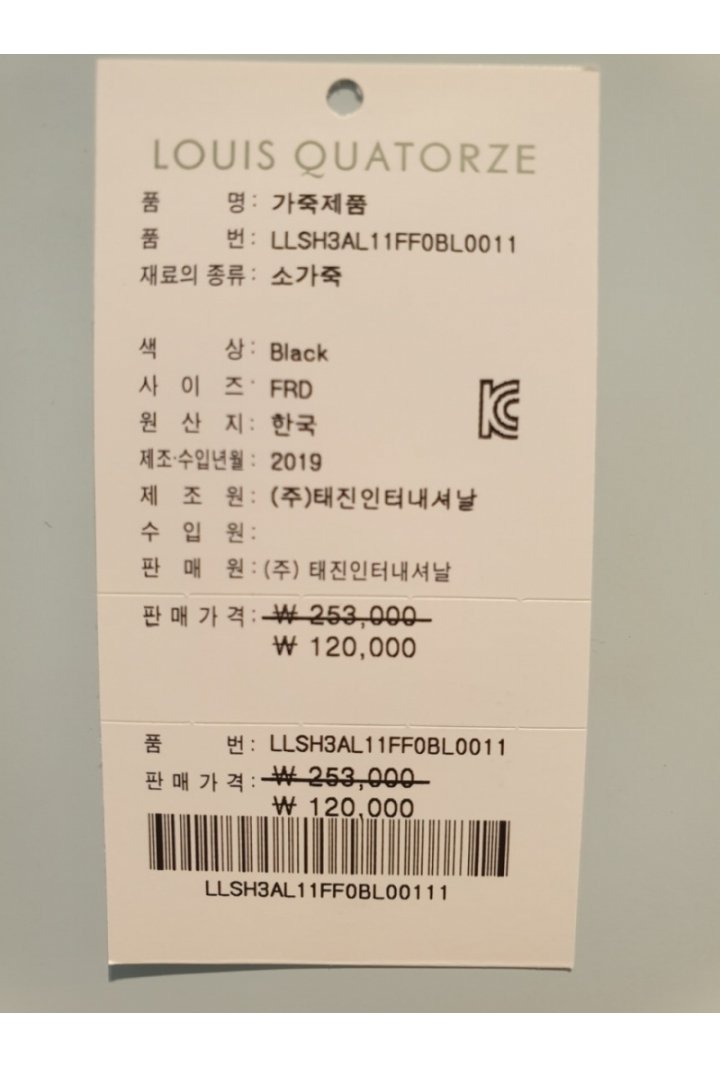 LOUIS QUATORZE
품 명: 가죽제품
품 번: LLSH3AL11FF0BL0011
재료의 종류: 소가죽
색 상: Black
사 이 즈: FRD
원 산 지: 한국
제조·수입년월: 2019
제 조 원: (주)태진인터내셔날
수 입 원:
판 매 원: (주) 태진인터내셔날
판 매 가 격: ₩ 253,000
₩ 120,000
품 번: LLSH3AL11FF0BL0011
판 매 가 격: ₩ 253,000
₩ 120,000
LLSH3AL11FF0BL00111